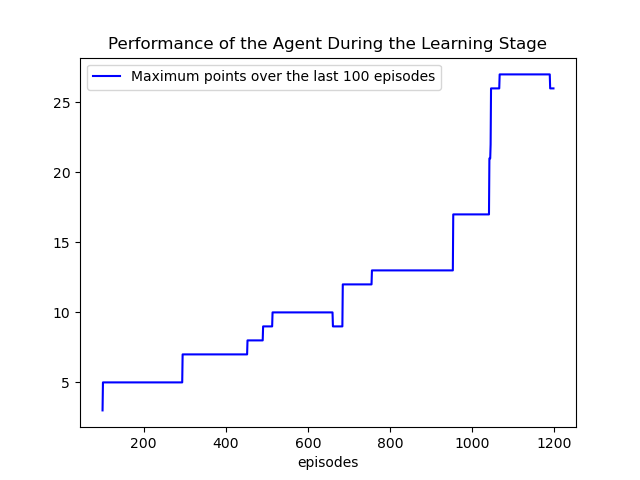 Performance of the Agent During the Learning Stage
Maximum points over the last 100 episodes
25
20
15
10
5
200 400 600 800 1000 1200
episodes